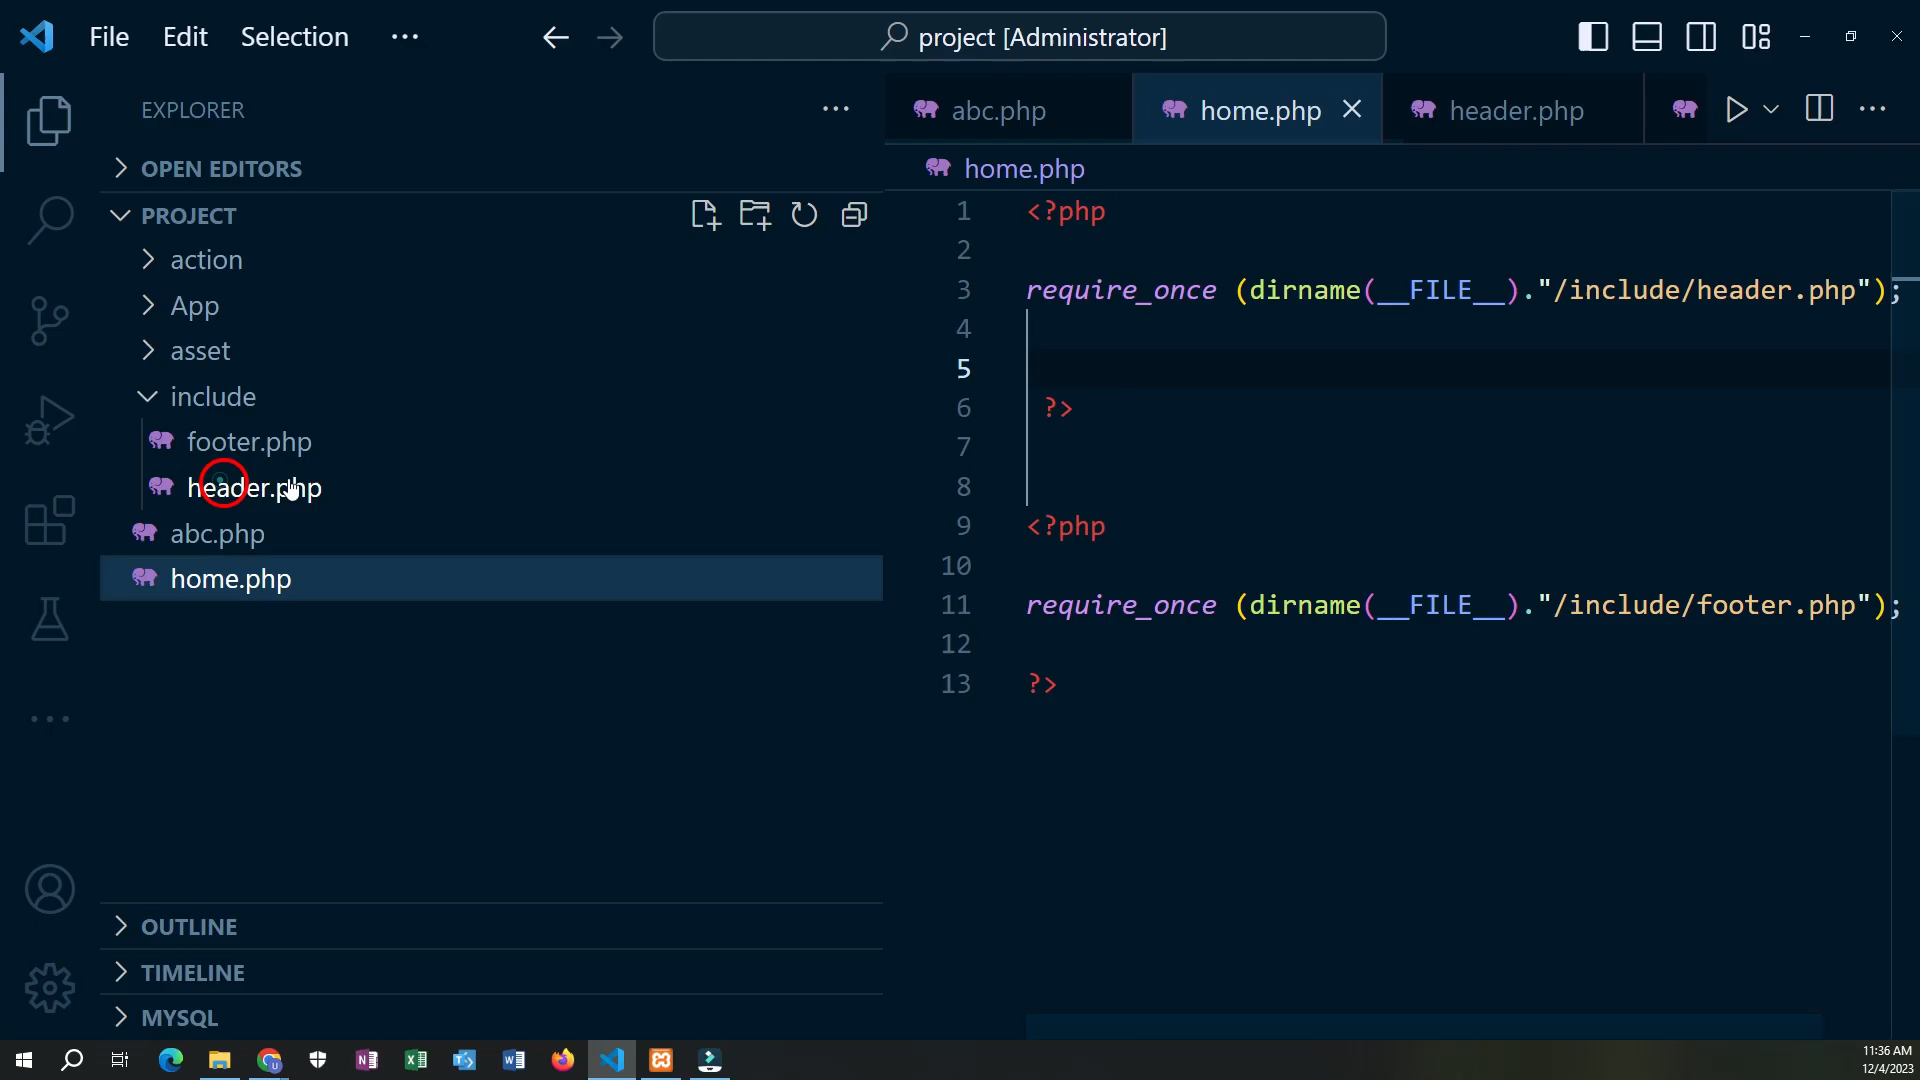 File Edit Selection ··· project [Administrator]
EXPLORER ···
OPEN EDITORS
PROJECT
action
App
asset
include
footer.php
header.php
abc.php
home.php
OUTLINE
TIMELINE
MYSQL
abc.php home.php header.php
home.php
1 <?php
2
3 require_once (dirname(__FILE__)."/include/header.php");
4
5
6 ?>
7
8
9 <?php
10
11 require_once (dirname(__FILE__)."/include/footer.php");
12
13 ?>
11:36 AM
12/4/2023